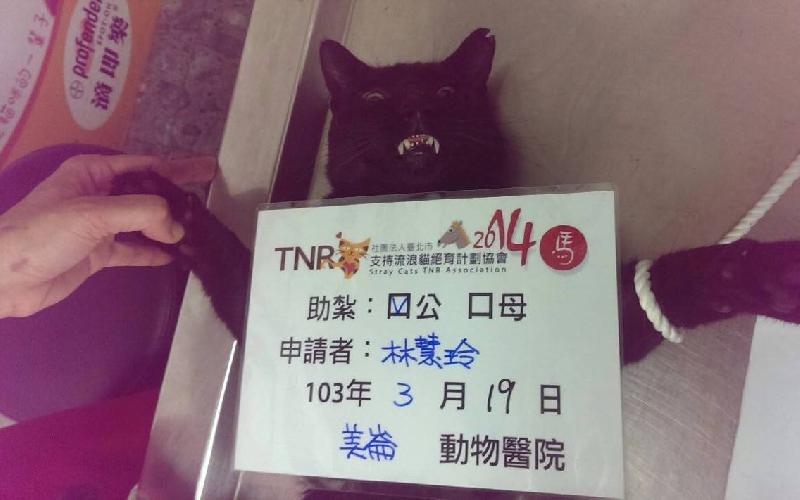 TNR 社團法人臺北市 2014 馬
支持流浪貓絕育計劃協會
Stray Cats TNR Association
助紮：☑公 口母
申請者：林慧玲
103年 3 月 19 日
美崙 動物醫院